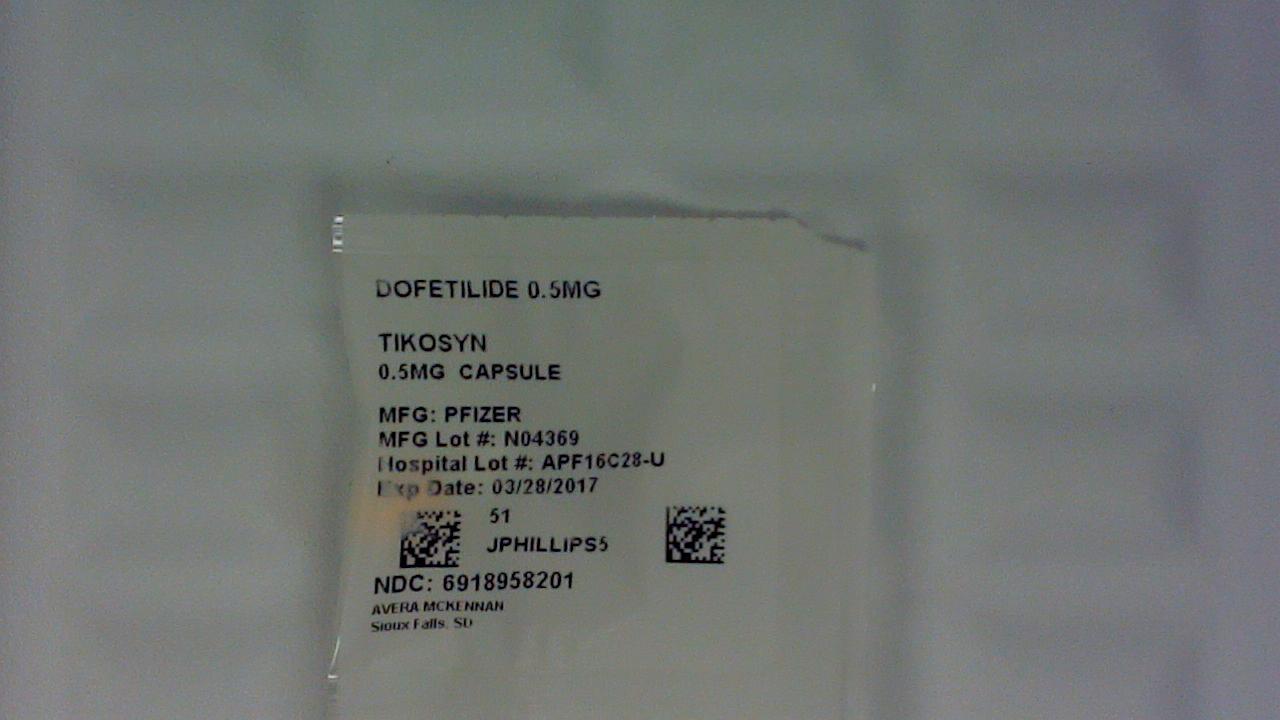 DOFETILIDE 0.5MG
TIKOSYN
0.5MG CAPSULE
MFG: PFIZER
MFG Lot #: N04369
Hospital Lot #: APF16C28-U
Exp Date: 03/28/2017
51
JPHILLIPS5
NDC: 6918958201
AVERA MCKENNAN
Sioux Falls, SD